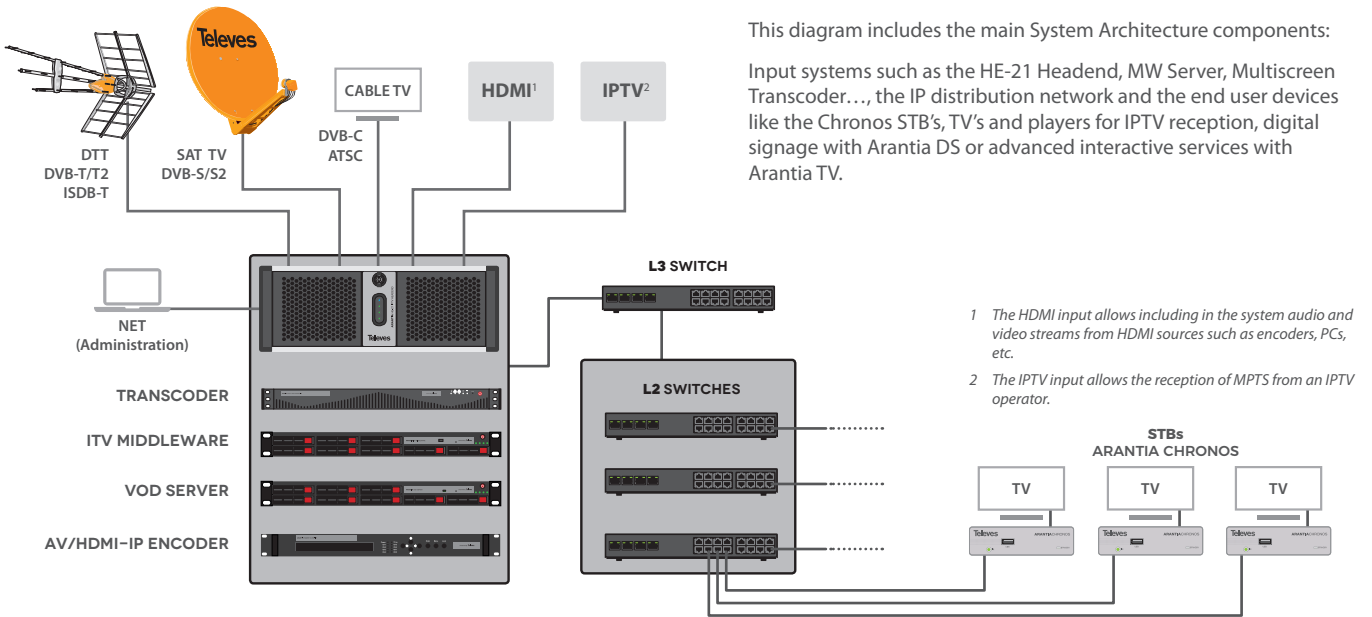 Televes
This diagram includes the main System Architecture components:
Input systems such as the HE-21 Headend, MW Server, Multiscreen
Transcoder…, the IP distribution network and the end user devices
like the Chronos STB's, TV's and players for IPTV reception, digital
signage with Arantia DS or advanced interactive services with
Arantia TV.
CABLE TV
HDMI1
IPTV2
DTT
DVB-T/T2
ISDB-T
SAT TV
DVB-S/S2
DVB-C
ATSC
NET
(Administration)
Televes
TRANSCODER
ITV MIDDLEWARE
VOD SERVER
AV/HDMI-IP ENCODER
L3 SWITCH
L2 SWITCHES
1 The HDMI input allows including in the system audio and
video streams from HDMI sources such as encoders, PCs,
etc.
2 The IPTV input allows the reception of MPTS from an IPTV
operator.
STBs
ARANTIA CHRONOS
TV
TV
TV
Televes
ARANTIACHRONOS
Televes
ARANTIACHRONOS
Televes
ARANTIACHRONOS